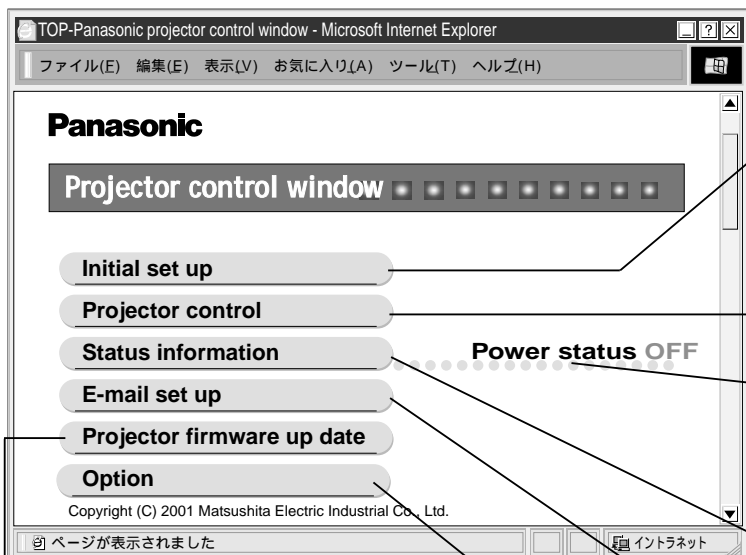 TOP-Panasonic projector control window - Microsoft Internet Explorer
ファイル(F) 編集(E) 表示(V) お気に入り(A) ツール(T) ヘルプ(H)
Panasonic
Projector control window
Initial set up
Projector control
Status information
Power status OFF
E-mail set up
Projector firmware up date
Option
Copyright (C) 2001 Matsushita Electric Industrial Co., Ltd.
ページが表示されました
イントラネット